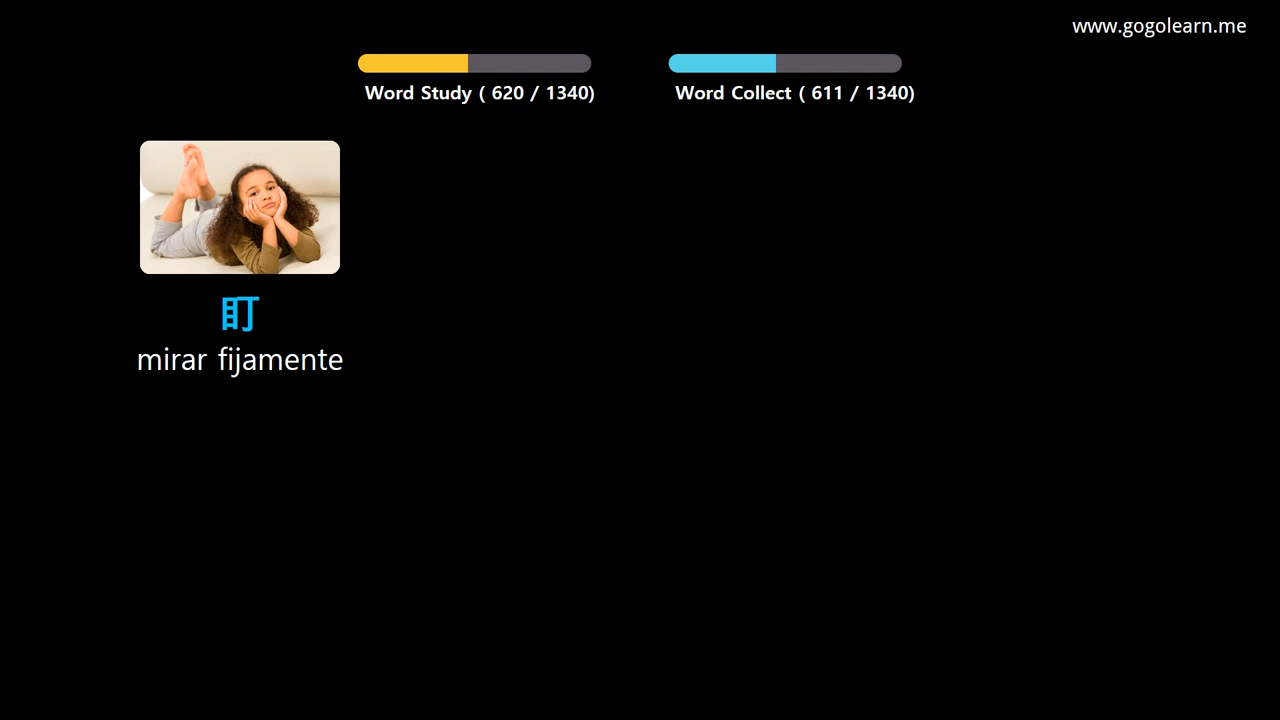 www.gogolearn.me
Word Study ( 620 / 1340)
Word Collect ( 611 / 1340)
盯
mirar fijamente